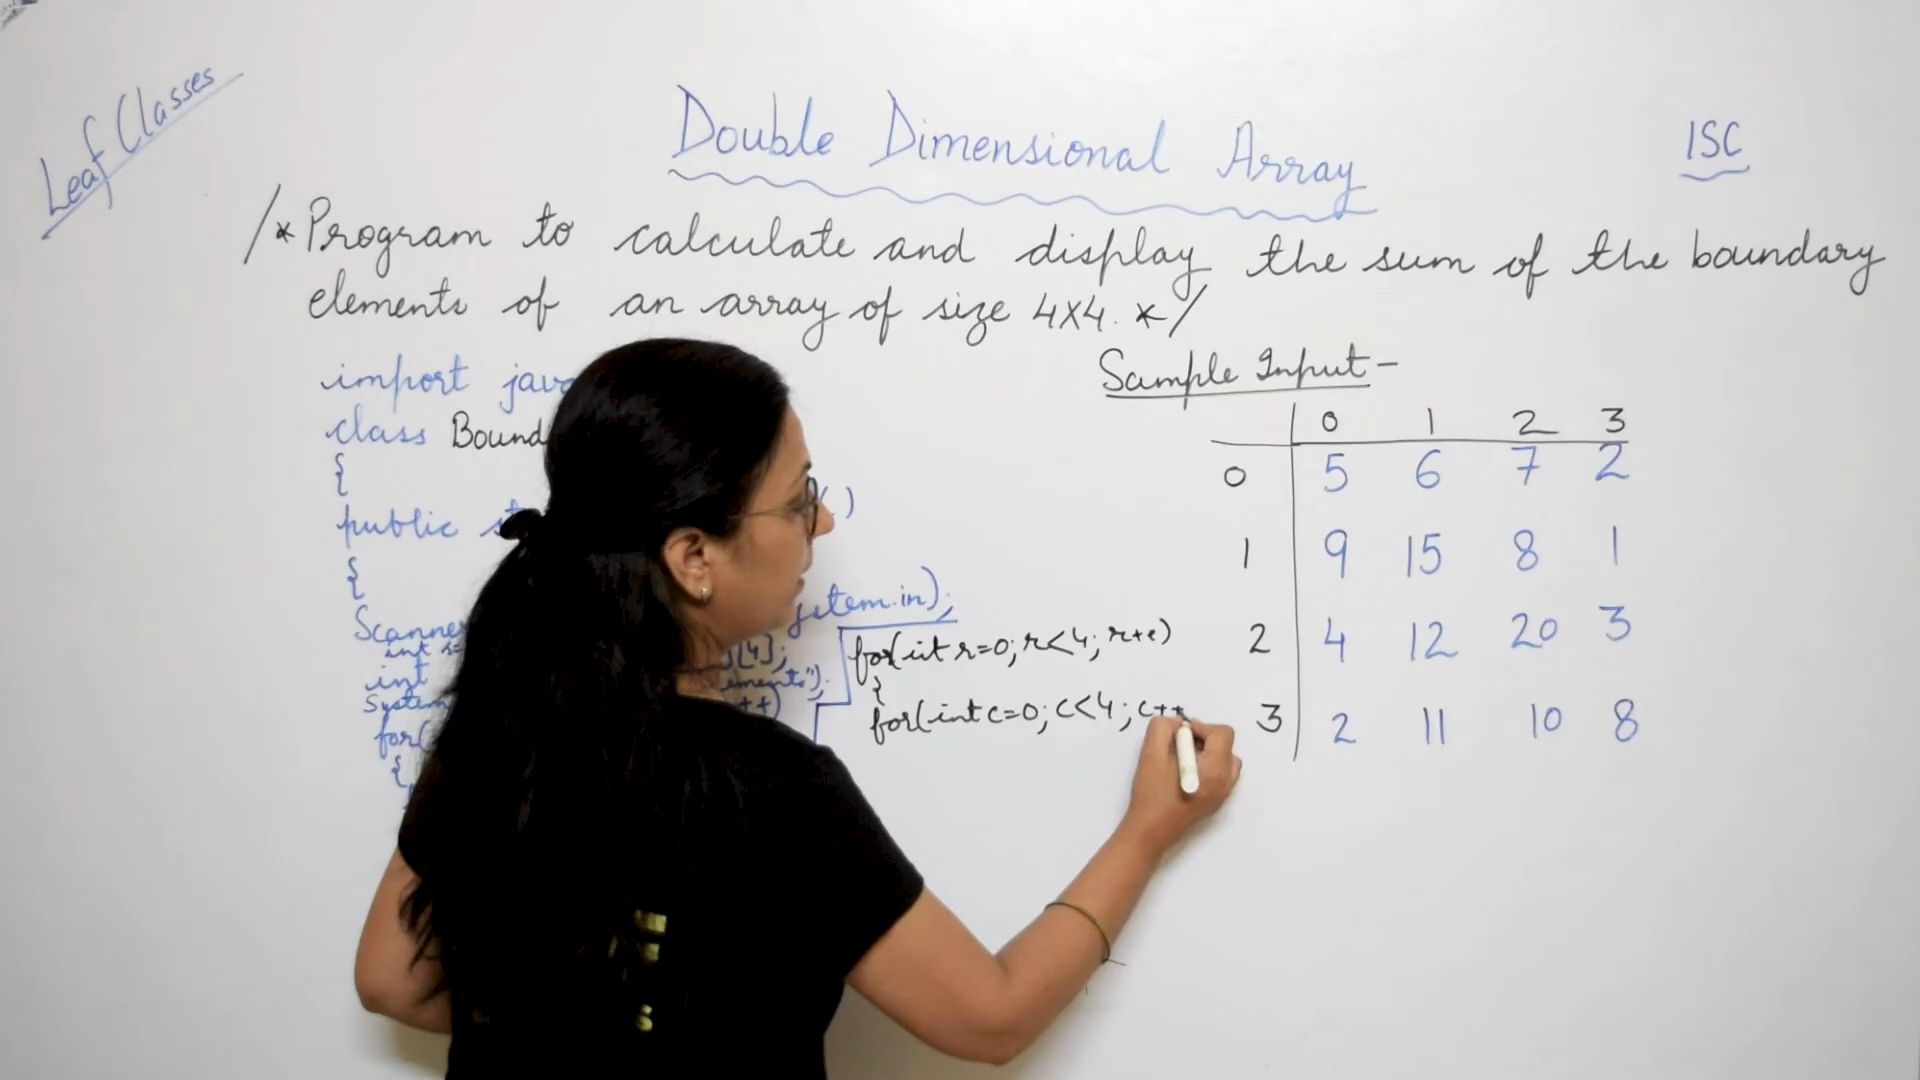 Leaf Classes
Double Dimensional Array
ISC
/* Program to calculate and display the sum of the boundary
elements of an array of size 4X4. */
import java
class Bound
{
public st ()
{
Scanner stem.in);
int s= [4];
int ements");
System ++)
for(
{
for(int r=0; r<4; r++)
{
for(int c=0; c<4; c++
Sample Input -
0 1 2 3
0 5 6 7 2
1 9 15 8 1
2 4 12 20 3
3 2 11 10 8